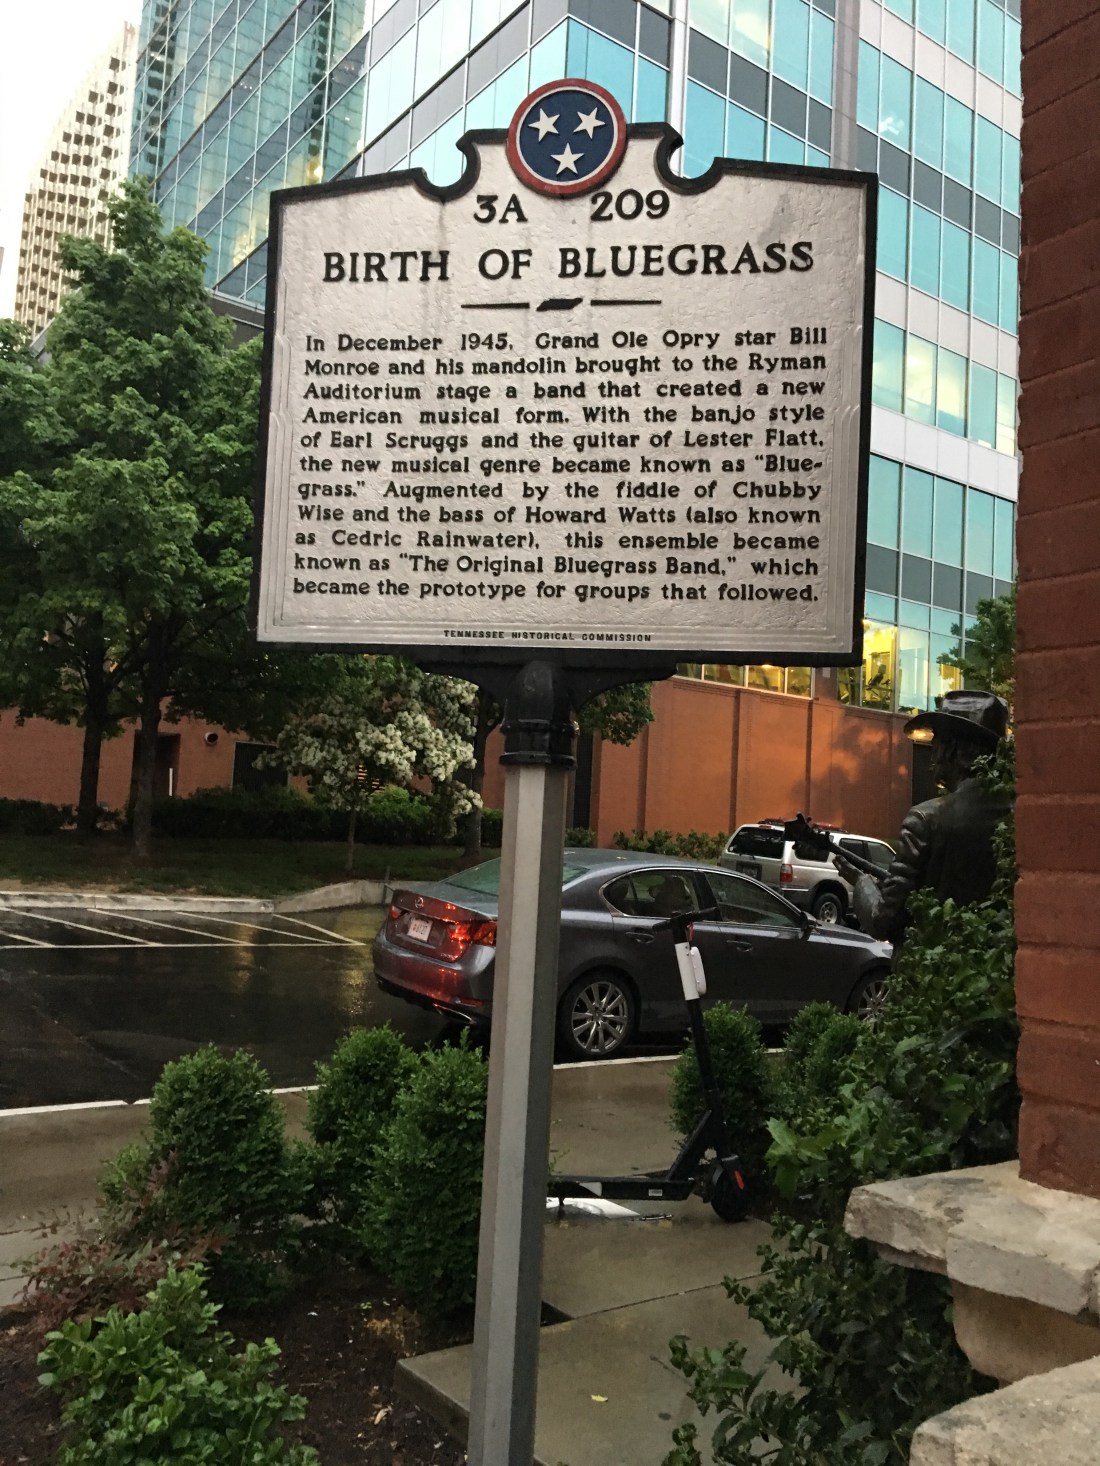 3A 209
BIRTH OF BLUEGRASS
In December 1945, Grand Ole Opry star Bill
Monroe and his mandolin brought to the Ryman
Auditorium stage a band that created a new
American musical form. With the banjo style
of Earl Scruggs and the guitar of Lester Flatt,
the new musical genre became known as "Blue-
grass." Augmented by the fiddle of Chubby
Wise and the bass of Howard Watts (also known
as Cedric Rainwater), this ensemble became
known as "The Original Bluegrass Band," which
became the prototype for groups that followed.
TENNESSEE HISTORICAL COMMISSION